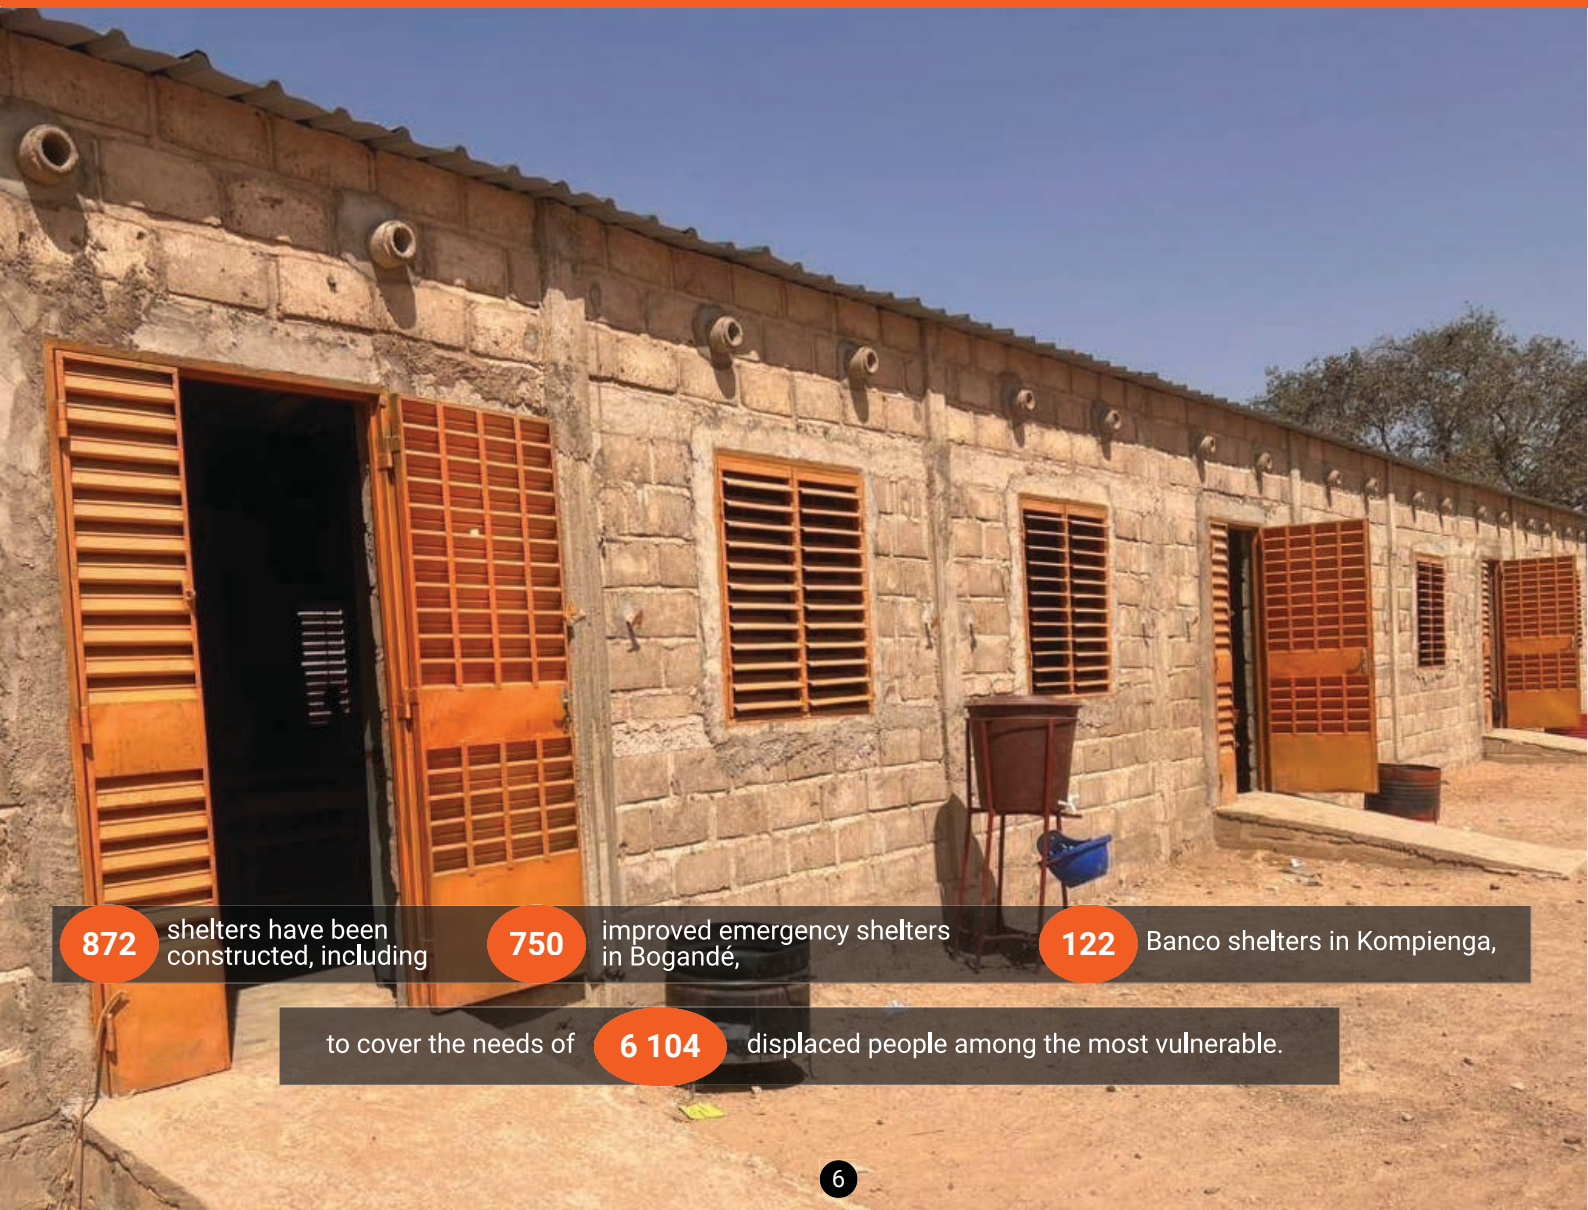 872 shelters have been
constructed, including
750 improved emergency shelters
in Bogandé,
122 Banco shelters in Kompienga,
to cover the needs of 6 104 displaced people among the most vulnerable.
6